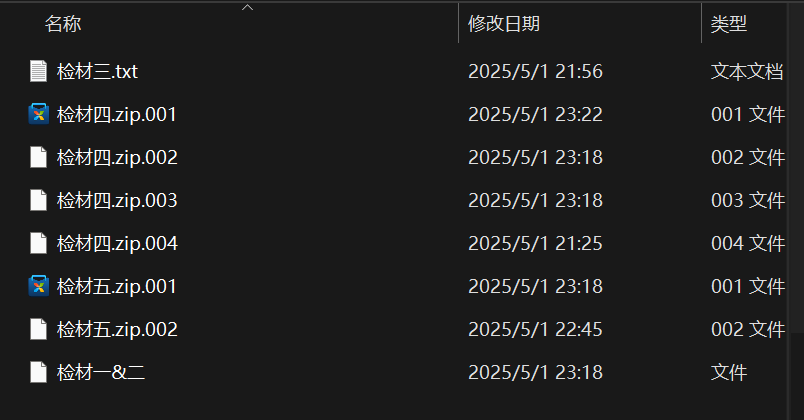 名称 修改日期 类型
检材三.txt 2025/5/1 21:56 文本文档
检材四.zip.001 2025/5/1 23:22 001 文件
检材四.zip.002 2025/5/1 23:18 002 文件
检材四.zip.003 2025/5/1 23:18 003 文件
检材四.zip.004 2025/5/1 21:25 004 文件
检材五.zip.001 2025/5/1 23:18 001 文件
检材五.zip.002 2025/5/1 22:45 002 文件
检材一&二 2025/5/1 23:18 文件